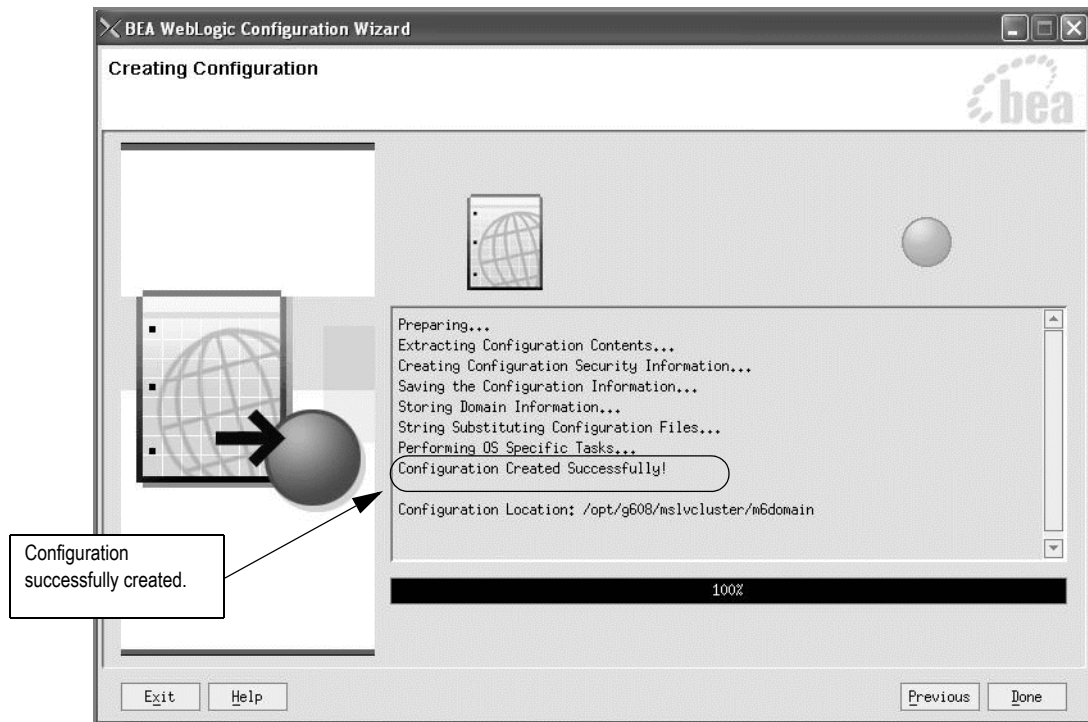 BEA WebLogic Configuration Wizard
Creating Configuration
bea
Preparing...
Extracting Configuration Contents...
Creating Configuration Security Information...
Saving the Configuration Information...
Storing Domain Information...
String Substituting Configuration Files...
Performing OS Specific Tasks...
Configuration Created Successfully!
Configuration Location: /opt/g608/mslvcluster/m6domain
Configuration
successfully created.
100%
Exit
Help
Previous
Done